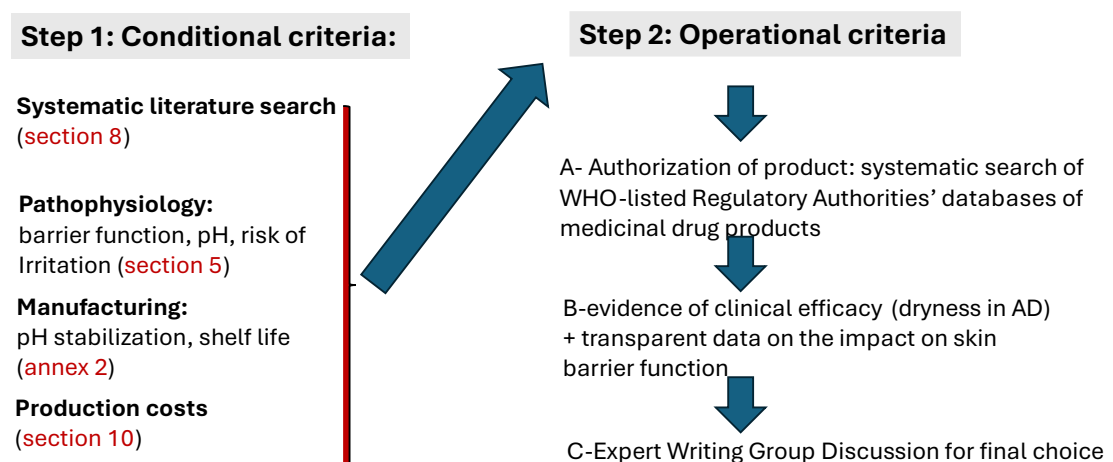 Step 1: Conditional criteria:
Systematic literature search
(section 8)
Pathophysiology:
barrier function, pH, risk of
Irritation (section 5)
Manufacturing:
pH stabilization, shelf life
(annex 2)
Production costs
(section 10)
Step 2: Operational criteria
A- Authorization of product: systematic search of
WHO-listed Regulatory Authorities’ databases of
medicinal drug products
B-evidence of clinical efficacy (dryness in AD)
+ transparent data on the impact on skin
barrier function
C-Expert Writing Group Discussion for final choice